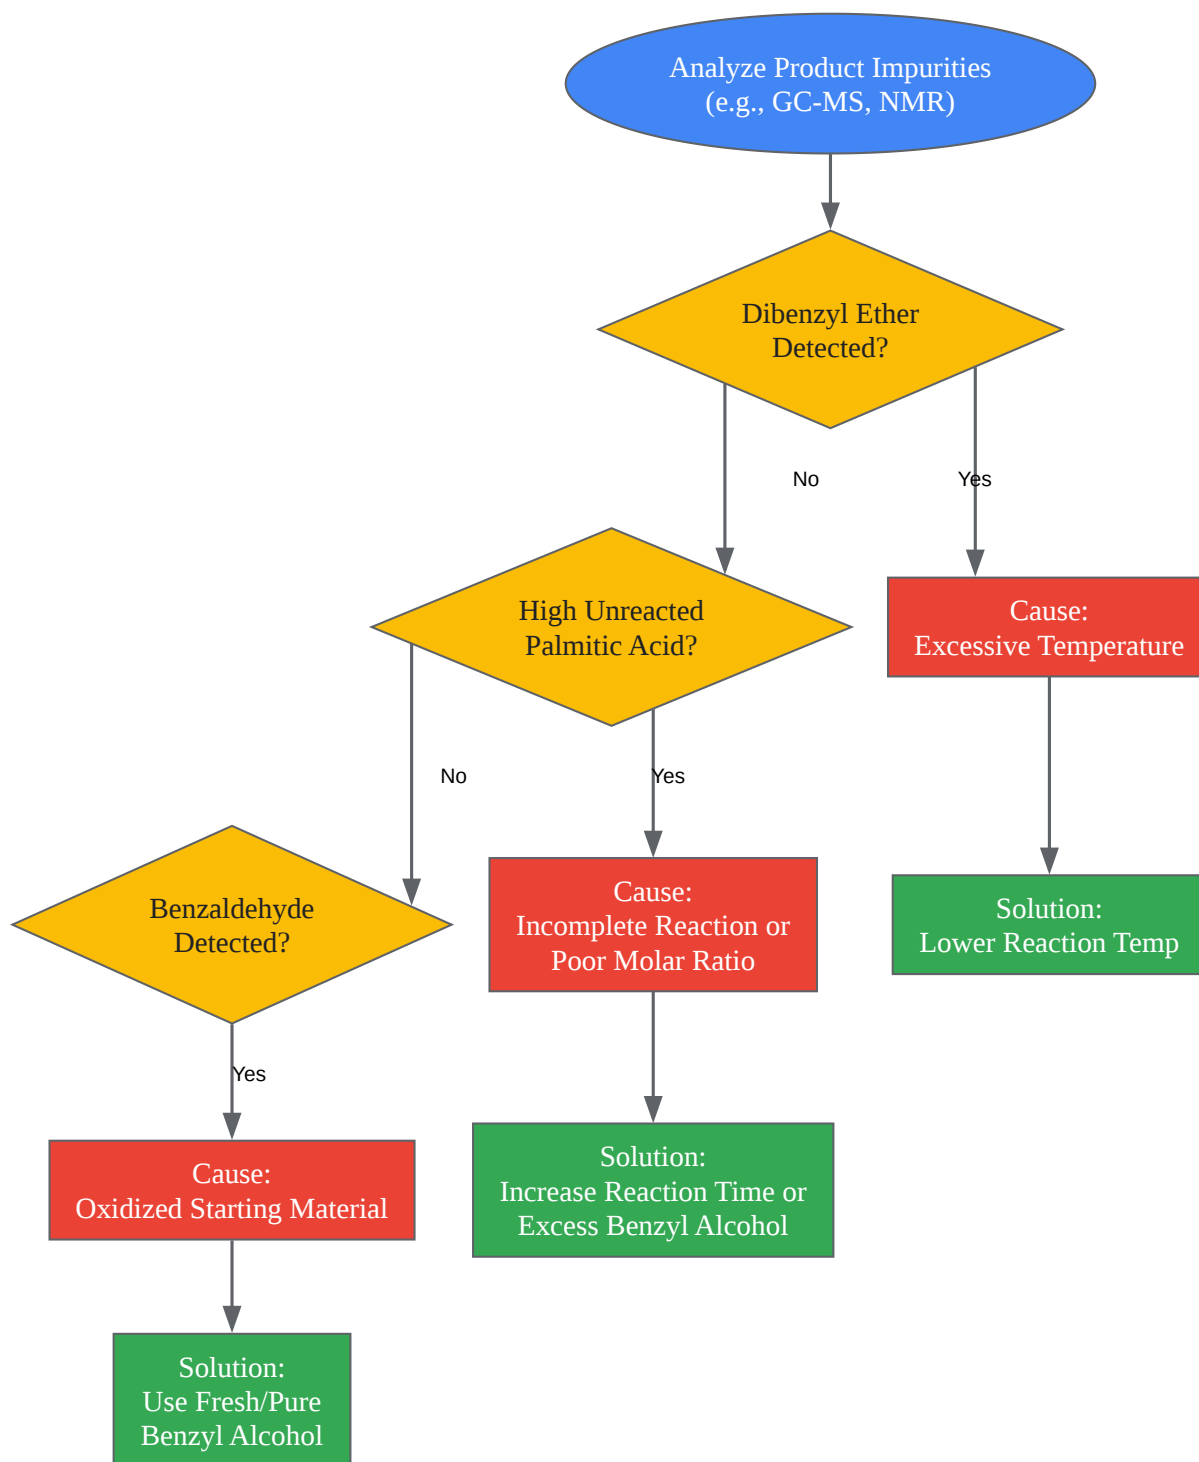 Analyze Product Impurities
(e.g., GC-MS, NMR)
Dibenzyl Ether
Detected?
No
Yes
High Unreacted
Palmitic Acid?
Cause:
Excessive Temperature
No
Yes
Benzaldehyde
Detected?
Cause:
Incomplete Reaction or
Poor Molar Ratio
Solution:
Lower Reaction Temp
Yes
Cause:
Oxidized Starting Material
Solution:
Increase Reaction Time or
Excess Benzyl Alcohol
Solution:
Use Fresh/Pure
Benzyl Alcohol